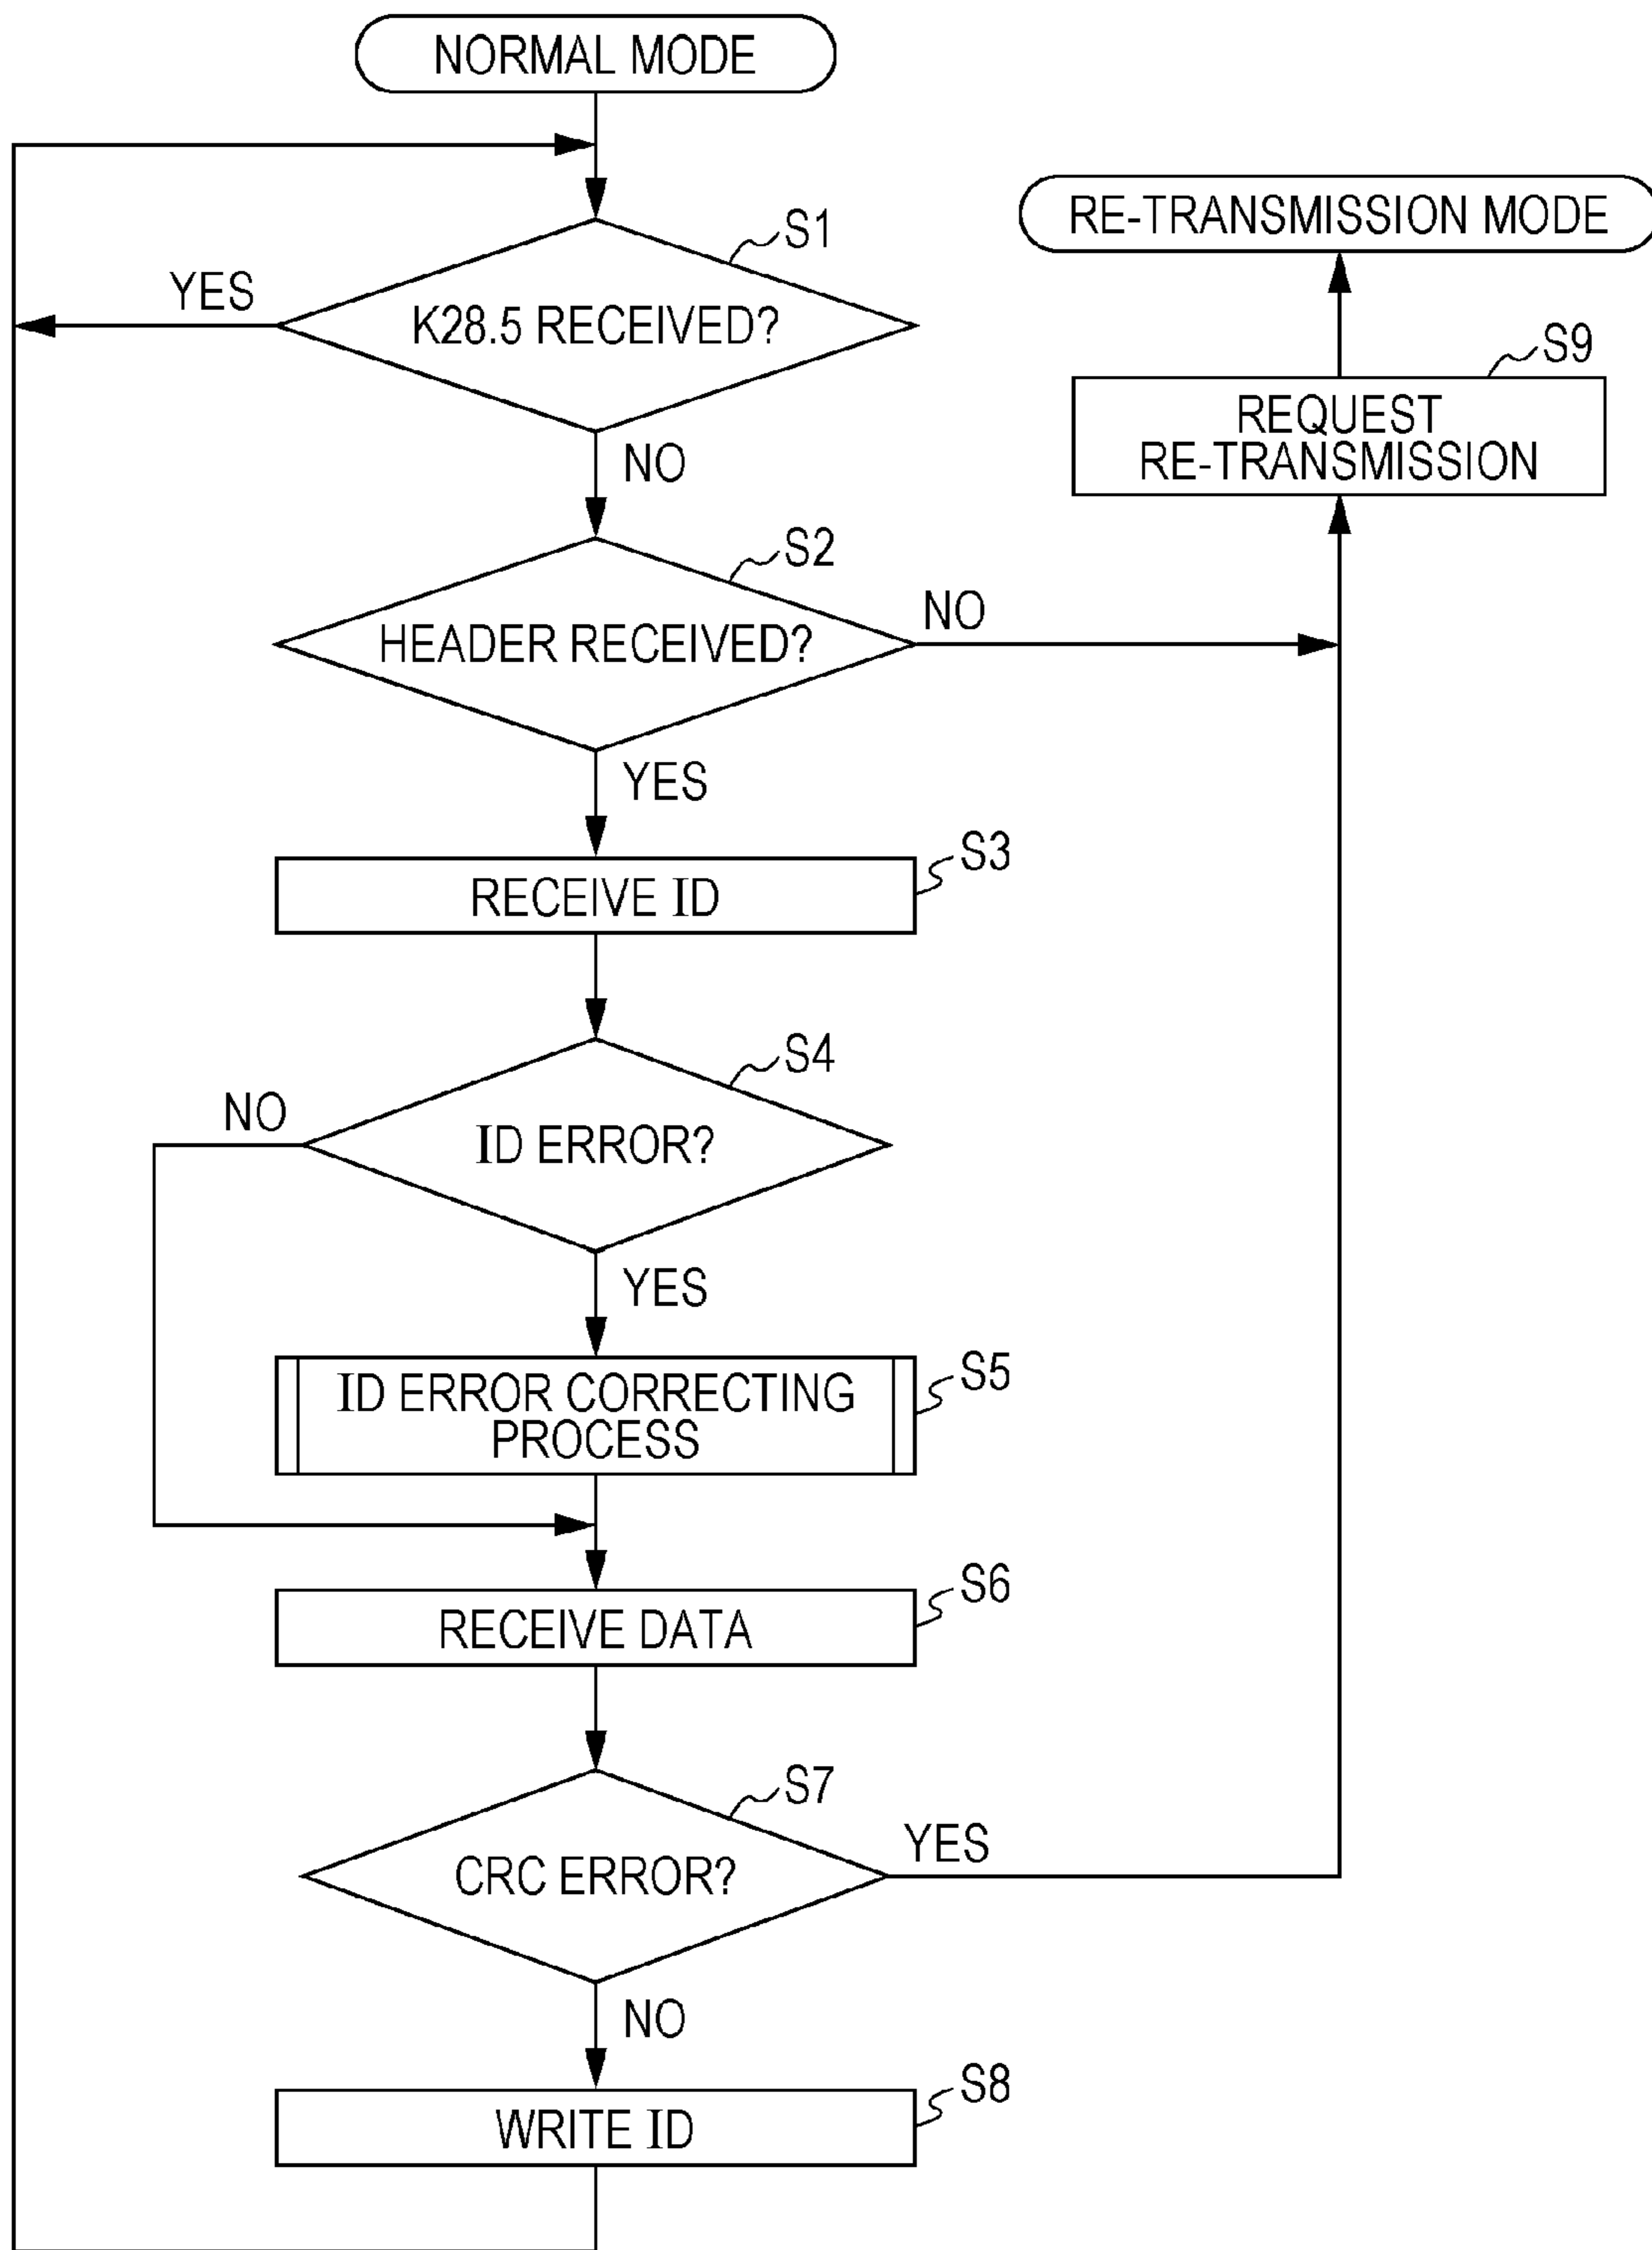 NORMAL MODE
S1
K28.5 RECEIVED?
YES
NO
S2
HEADER RECEIVED?
NO
YES
S3
RECEIVE ID
S4
ID ERROR?
NO
YES
S5
ID ERROR CORRECTING
PROCESS
S6
RECEIVE DATA
S7
CRC ERROR?
YES
NO
S8
WRITE ID
RE-TRANSMISSION MODE
S9
REQUEST
RE-TRANSMISSION